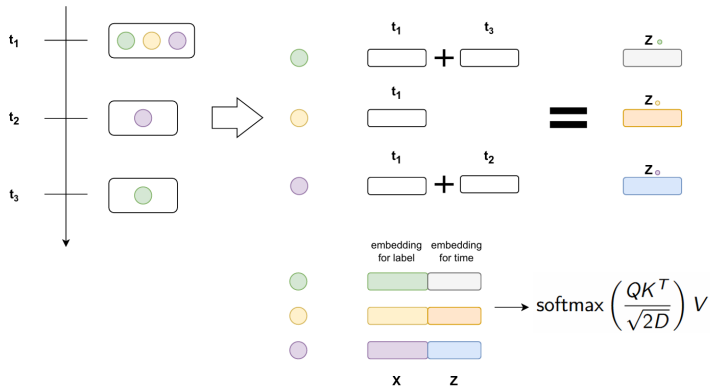 t1
t2
t3
t1 + t3
t1
t1 + t2
=
Z
Z
Z
embedding for label
embedding for time
softmax (QK^T / √2D) V
X
Z